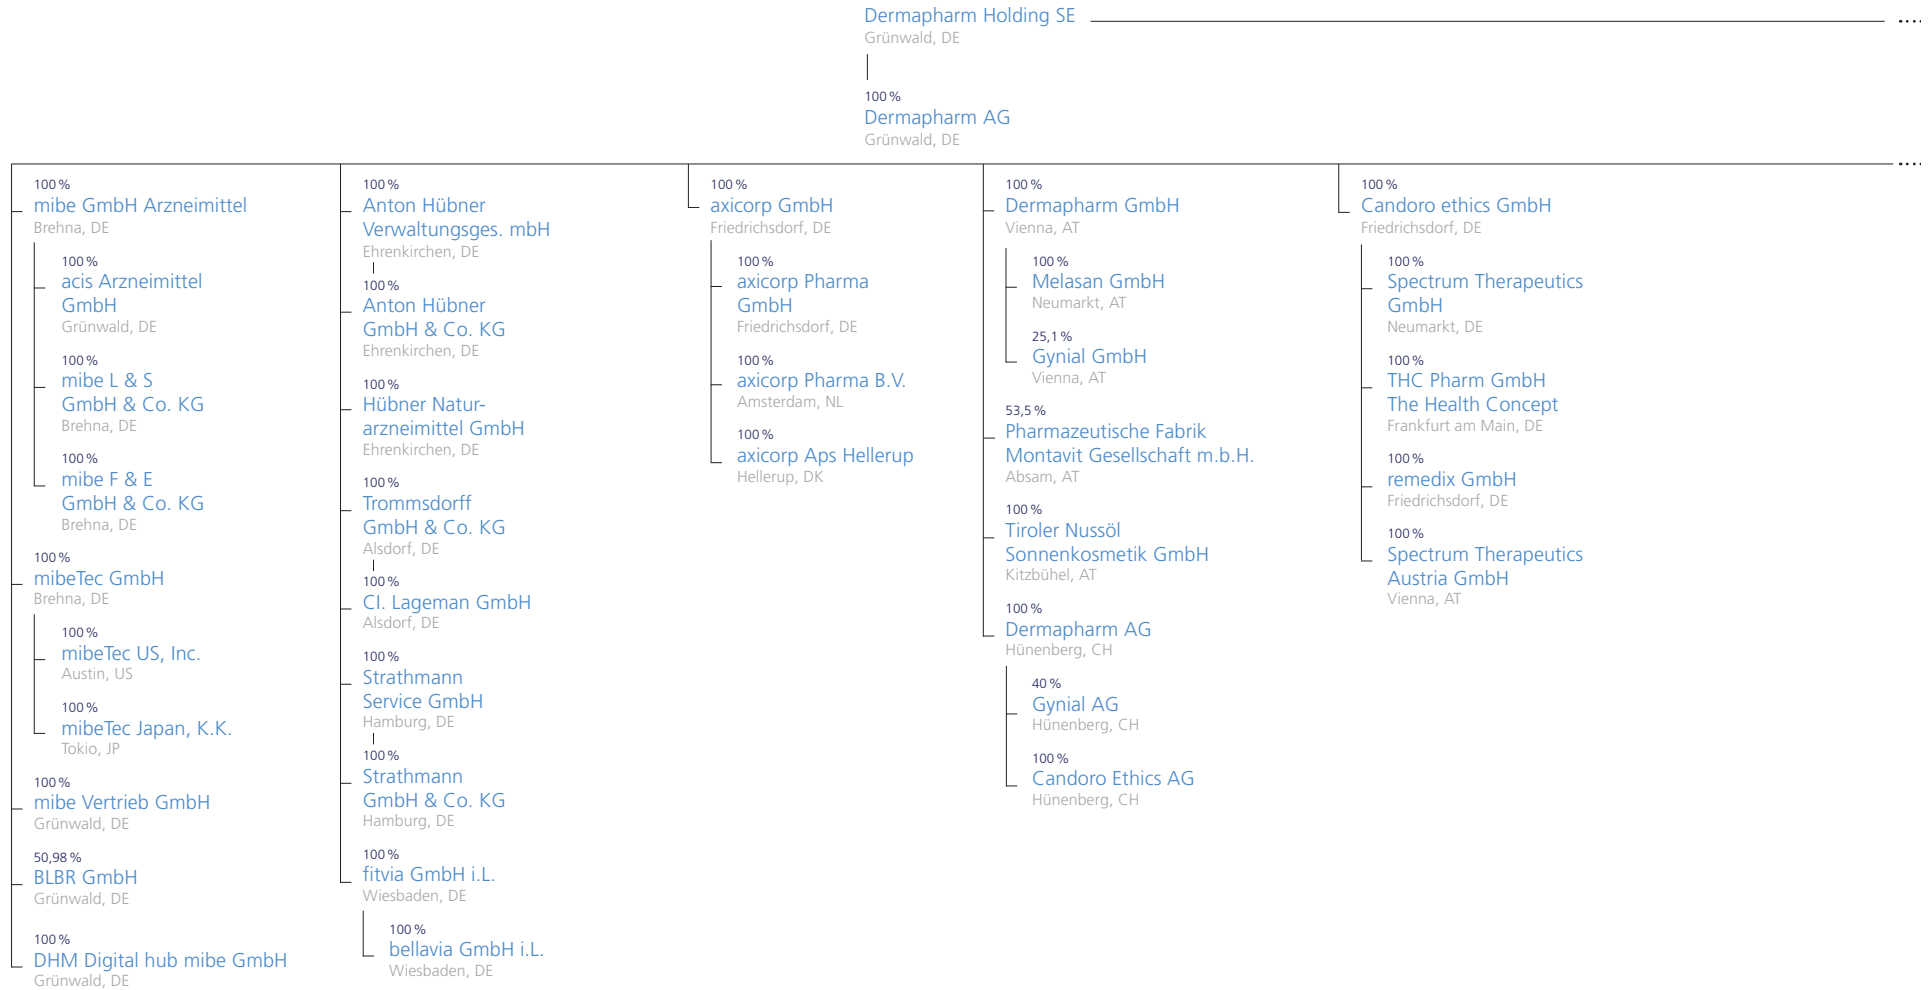 Dermapharm Holding SE
....
Grünwald, DE
100 %
Dermapharm AG
Grünwald, DE
....
100 %
mibe GmbH Arzneimittel
Brehna, DE
100 %
acis Arzneimittel
GmbH
Grünwald, DE
100 %
mibe L & S
GmbH & Co. KG
Brehna, DE
100 %
mibe F & E
GmbH & Co. KG
Brehna, DE
100 %
mibeTec GmbH
Brehna, DE
100 %
mibeTec US, Inc.
Austin, US
100 %
mibeTec Japan, K.K.
Tokio, JP
100 %
mibe Vertrieb GmbH
Grünwald, DE
50,98 %
BLBR GmbH
Grünwald, DE
100 %
DHM Digital hub mibe GmbH
Grünwald, DE
100 %
Anton Hübner
Verwaltungsges. mbH
Ehrenkirchen, DE
100 %
Anton Hübner
GmbH & Co. KG
Ehrenkirchen, DE
100 %
Hübner Natur-
arzneimittel GmbH
Ehrenkirchen, DE
100 %
Trommsdorff
GmbH & Co. KG
Alsdorf, DE
100 %
CI. Lageman GmbH
Alsdorf, DE
100 %
Strathmann
Service GmbH
Hamburg, DE
100 %
Strathmann
GmbH & Co. KG
Hamburg, DE
100 %
fitvia GmbH i.L.
Wiesbaden, DE
100 %
bellavia GmbH i.L.
Wiesbaden, DE
100 %
axicorp GmbH
Friedrichsdorf, DE
100 %
axicorp Pharma
GmbH
Friedrichsdorf, DE
100 %
axicorp Pharma B.V.
Amsterdam, NL
100 %
axicorp Aps Hellerup
Hellerup, DK
100 %
Dermapharm GmbH
Vienna, AT
100 %
Melasan GmbH
Neumarkt, AT
25,1 %
Gynial GmbH
Vienna, AT
53,5 %
Pharmazeutische Fabrik
Montavit Gesellschaft m.b.H.
Absam, AT
100 %
Tiroler Nussöl
Sonnenkosmetik GmbH
Kitzbühel, AT
100 %
Dermapharm AG
Hünenberg, CH
40 %
Gynial AG
Hünenberg, CH
100 %
Candoro Ethics AG
Hünenberg, CH
100 %
Candoro ethics GmbH
Friedrichsdorf, DE
100 %
Spectrum Therapeutics
GmbH
Neumarkt, DE
100 %
THC Pharm GmbH
The Health Concept
Frankfurt am Main, DE
100 %
remedix GmbH
Friedrichsdorf, DE
100 %
Spectrum Therapeutics
Austria GmbH
Vienna, AT